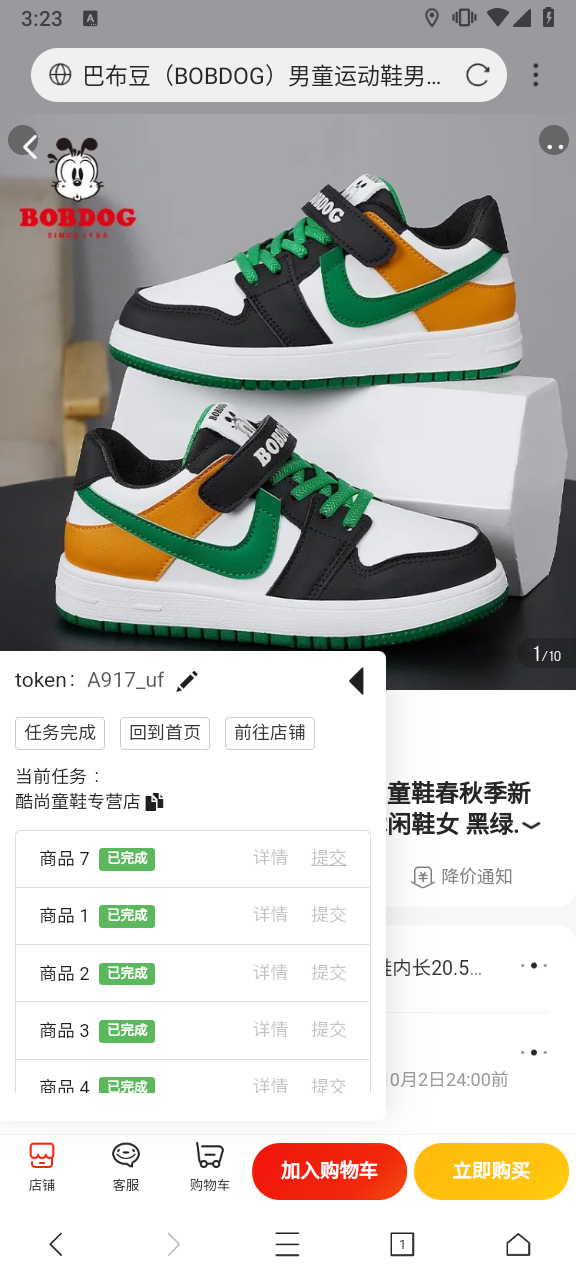 3:23
A
巴布豆（BOBDOG）男童运动鞋男...
BOBDOG
SINCE 1986
BOBDOG
BOBDOG
BOBDOG
1/10
token: A917_uf
任务完成 回到首页 前往店铺
当前任务：
酷尚童鞋专营店
商品 7 已完成 详情 提交
商品 1 已完成 详情 提交
商品 2 已完成 详情 提交
商品 3 已完成 详情 提交
商品 4 已完成 详情 提交
童鞋春秋季新
闲鞋女 黑绿.
降价通知
内长20.5...
0月2日24:00前
店铺 客服 购物车 加入购物车 立即购买
1